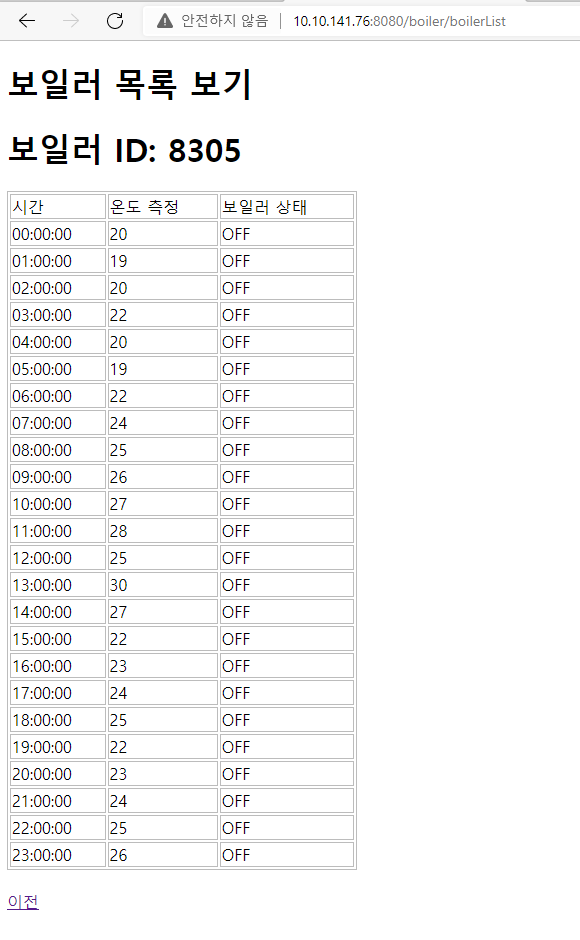 안전하지 않음 | 10.10.141.76:8080/boiler/boilerList
보일러 목록 보기
보일러 ID: 8305
시간 온도 측정 보일러 상태
00:00:00 20 OFF
01:00:00 19 OFF
02:00:00 20 OFF
03:00:00 22 OFF
04:00:00 20 OFF
05:00:00 19 OFF
06:00:00 22 OFF
07:00:00 24 OFF
08:00:00 25 OFF
09:00:00 26 OFF
10:00:00 27 OFF
11:00:00 28 OFF
12:00:00 25 OFF
13:00:00 30 OFF
14:00:00 27 OFF
15:00:00 22 OFF
16:00:00 23 OFF
17:00:00 24 OFF
18:00:00 25 OFF
19:00:00 22 OFF
20:00:00 23 OFF
21:00:00 24 OFF
22:00:00 25 OFF
23:00:00 26 OFF
이전